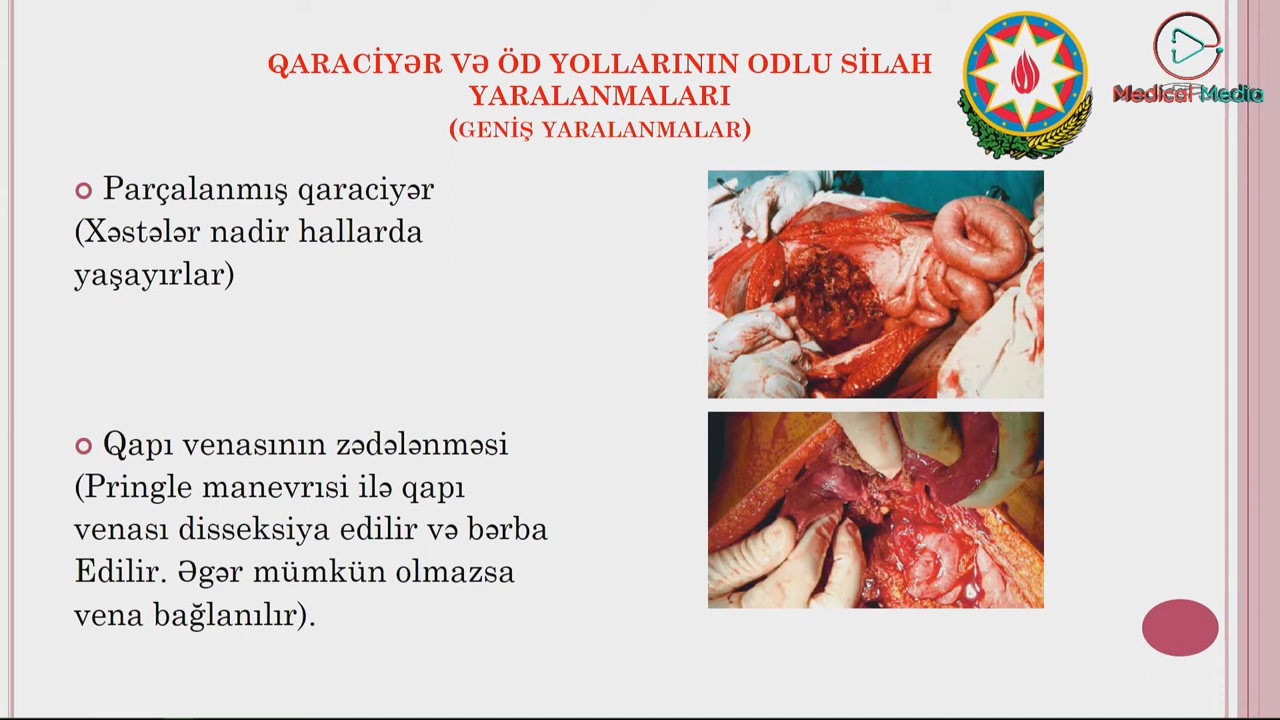 QARACİYƏR VƏ ÖD YOLLARININ ODLU SİLAH
YARALANMALARI
(GENİŞ YARALANMALAR)
Medical Media
Parçalanmış qaraciyər
(Xəstələr nadir hallarda
yaşayırlar)
Qapı venasının zədələnməsi
(Pringle manevrısi ilə qapı
venası disseksiya edilir və bərba
Edilir. Əgər mümkün olmazsa
vena bağlanılır).